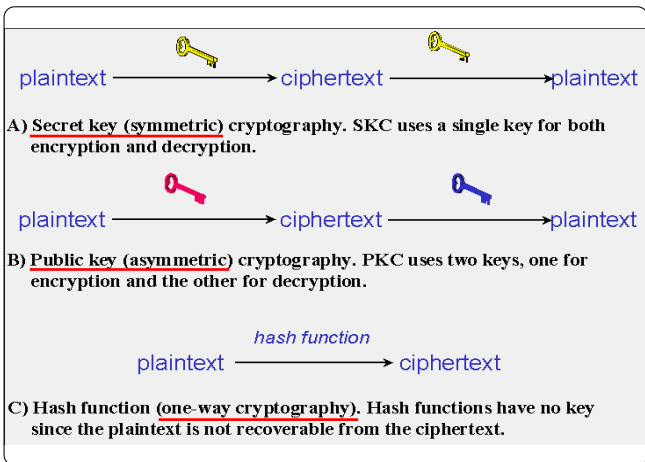 plaintext ciphertext plaintext
A) Secret key (symmetric) cryptography. SKC uses a single key for both
encryption and decryption.
plaintext ciphertext plaintext
B) Public key (asymmetric) cryptography. PKC uses two keys, one for
encryption and the other for decryption.
hash function
plaintext ciphertext
C) Hash function (one-way cryptography). Hash functions have no key
since the plaintext is not recoverable from the ciphertext.